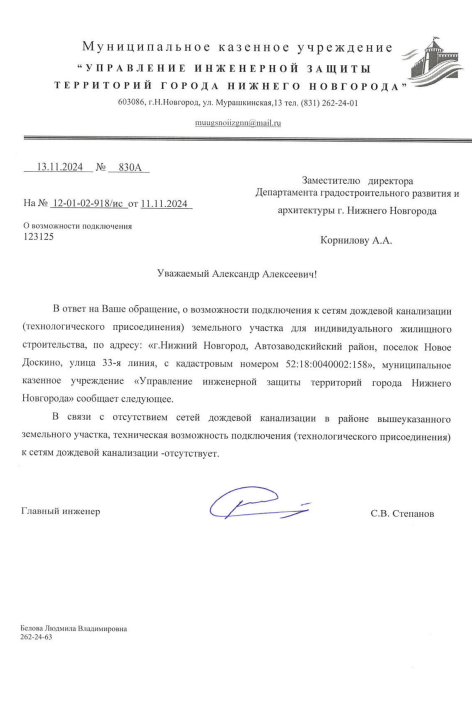 Муниципальное казенное учреждение
“УПРАВЛЕНИЕ ИНЖЕНЕРНОЙ ЗАЩИТЫ
ТЕРРИТОРИЙ ГОРОДА НИЖНЕГО НОВГОРОДА”
603086, г.Н.Новгород, ул. Мурашкинская,13 тел. (831) 262-24-01
muugsnoiizgnn@mail.ru
13.11.2024 № 830А
На № 12-01-02-918/ис от 11.11.2024
О возможности подключения
123125
Заместителю директора
Департамента градостроительного развития и
архитектуры г. Нижнего Новгорода
Корнилову А.А.
Уважаемый Александр Алексеевич!
В ответ на Ваше обращение, о возможности подключения к сетям дождевой канализации
(технологического присоединения) земельного участка для индивидуального жилищного
строительства, по адресу: «г.Нижний Новгород, Автозаводскийский район, поселок Новое
Доскино, улица 33-я линия, с кадастровым номером 52:18:0040002:158», муниципальное
казенное учреждение «Управление инженерной защиты территорий города Нижнего
Новгорода» сообщает следующее.
В связи с отсутствием сетей дождевой канализации в районе вышеуказанного
земельного участка, техническая возможность подключения (технологического присоединения)
к сетям дождевой канализации -отсутствует.
Главный инженер
С.В. Степанов
Белова Людмила Владимировна
262-24-63